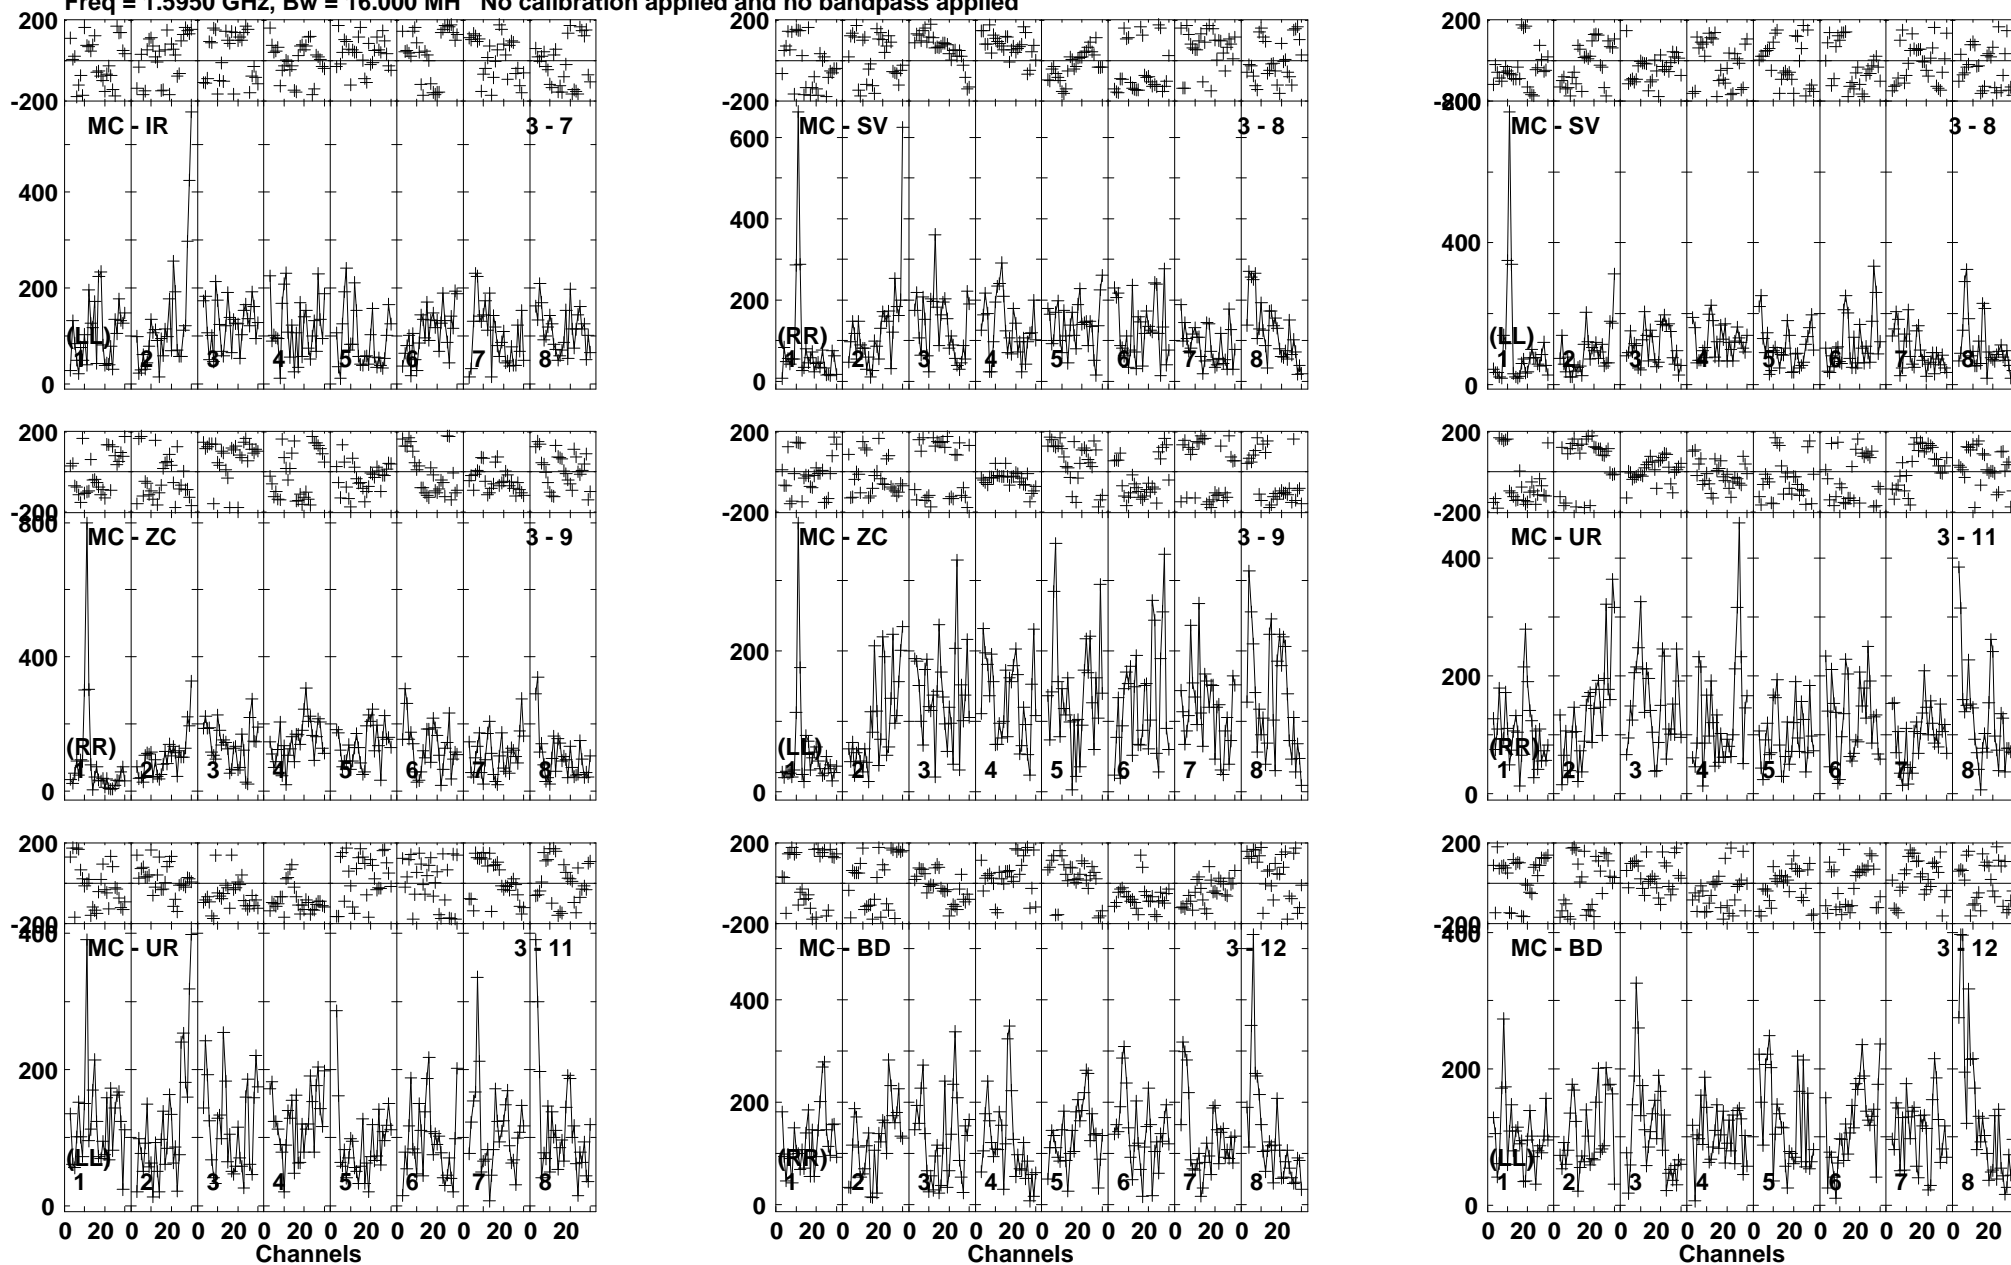 Freq = 1.5950 GHz, Bw = 16.000 MH No calibration applied and no bandpass applied
200 200 200
-200 -200 -200
MC - IR 3 - 7 MC - SV 3 - 8 800 MC - SV 3 - 8
600
400 400 400
200 200
(LL) (RR) (LL)
1 2 3 4 5 6 7 8 1 2 3 4 5 6 7 8 1 2 3 4 5 6 7 8
0 0 0
200 200 200
-200 -200 -200
800 MC - ZC 3 - 9 MC - ZC 3 - 9 MC - UR 3 - 11
400 400
200 200
(RR) (LL) (RR)
1 2 3 4 5 6 7 8 1 2 3 4 5 6 7 8 1 2 3 4 5 6 7 8
0 0 0
200 200 200
-200 -200 -200
400 MC - UR 3 - 11 MC - BD 3 - 12 400 MC - BD 3 - 12
400
200 200 200
(LL) (RR) (LL)
1 2 3 4 5 6 7 8 1 2 3 4 5 6 7 8 1 2 3 4 5 6 7 8
0 0 0
0 20 0 20 0 20 0 20 0 20 0 20 0 20 0 20 0 20 0 20 0 20 0 20 0 20 0 20 0 20 0 20 0 20 0 20 0 20 0 20 0 20 0 20 0 20 0 20
Channels Channels Channels